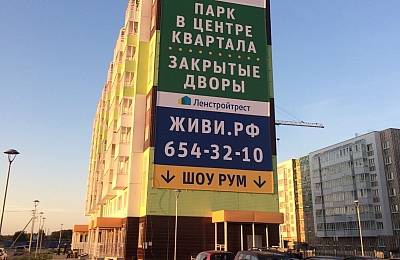 ПАРК
В ЦЕНТРЕ
КВАРТАЛА
ЗАКРЫТЫЕ
ДВОРЫ
Ленстройтрест
ЖИВИ.РФ
654-32-10
↓ ШОУ РУМ ↓